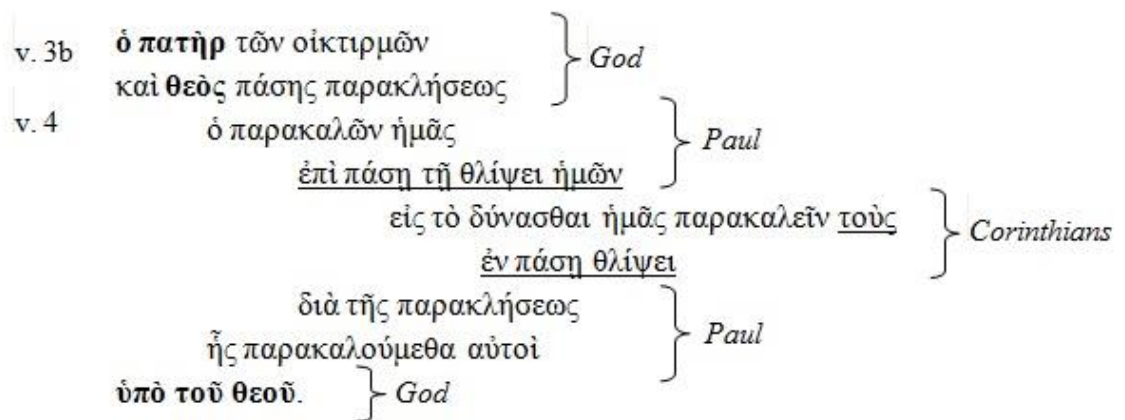 v. 3b ὁ πατὴρ τῶν οἰκτιρμῶν
καὶ θεὸς πάσης παρακλήσεως
God
v. 4 ὁ παρακαλῶν ἡμᾶς
ἐπὶ πάσῃ τῇ θλίψει ἡμῶν
Paul
εἰς τὸ δύνασθαι ἡμᾶς παρακαλεῖν τοὺς
ἐν πάσῃ θλίψει
Corinthians
διὰ τῆς παρακλήσεως
ἧς παρακαλούμεθα αὐτοὶ
Paul
ὑπὸ τοῦ θεοῦ. God